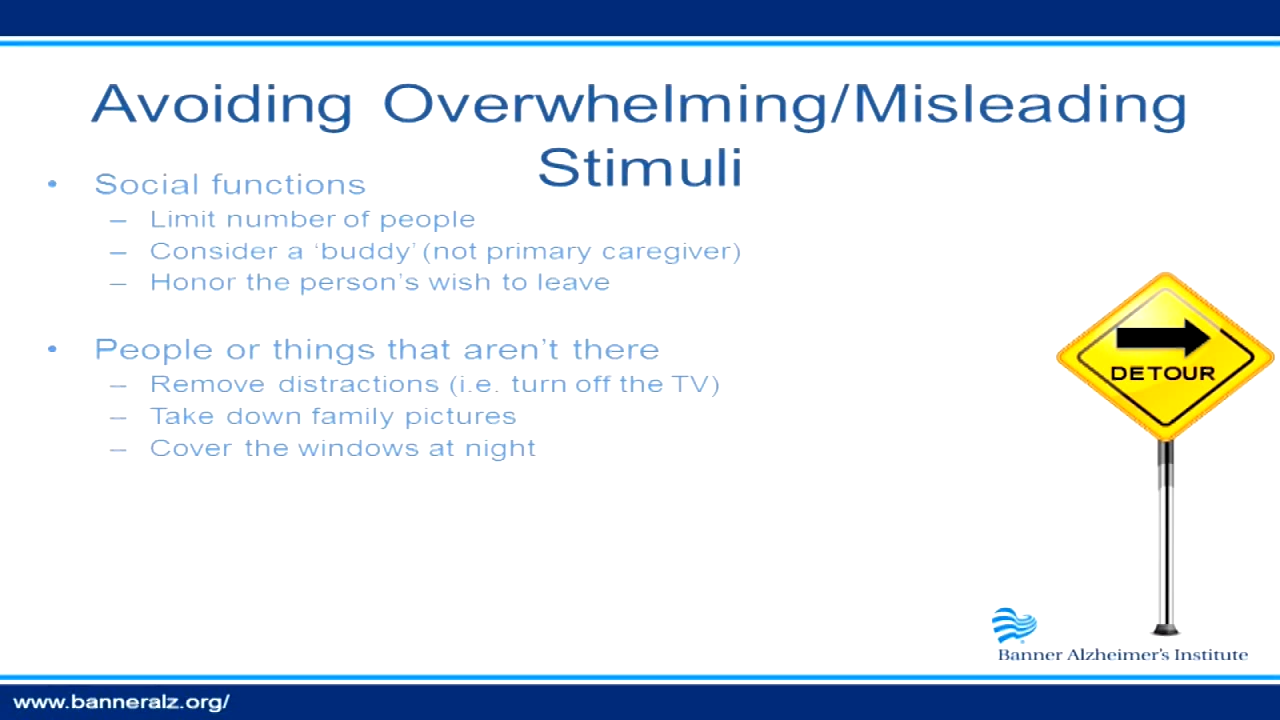 Avoiding Overwhelming/Misleading
Stimuli
• Social functions
– Limit number of people
– Consider a ‘buddy’ (not primary caregiver)
– Honor the person’s wish to leave
• People or things that aren’t there
– Remove distractions (i.e. turn off the TV)
– Take down family pictures
– Cover the windows at night
DETOUR
Banner Alzheimer’s Institute
www.banneralz.org/